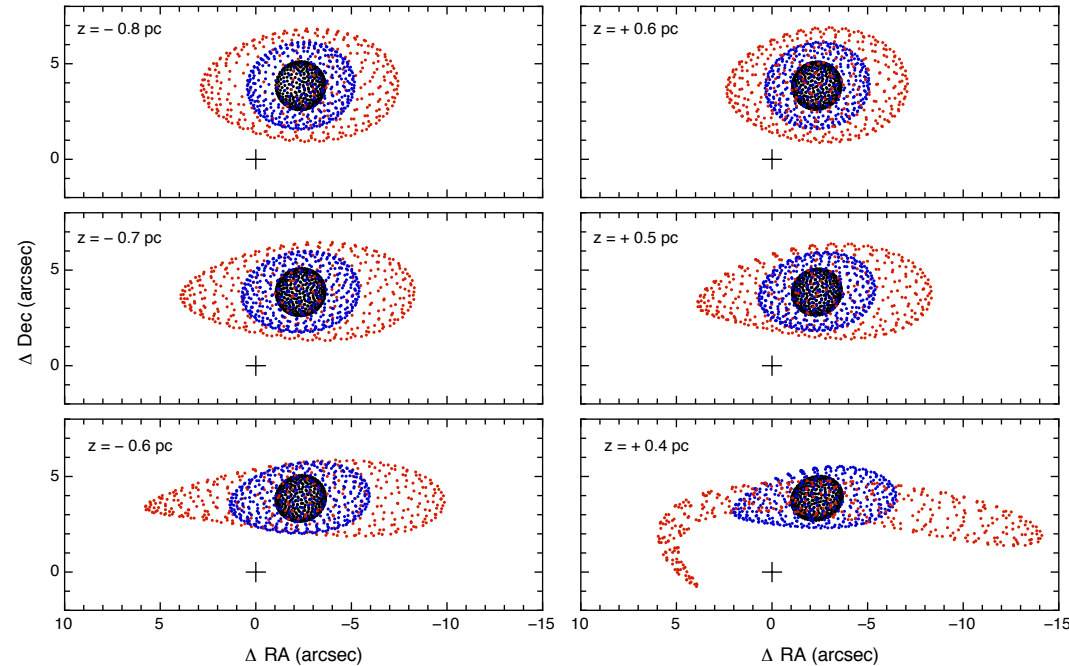 z = − 0.8 pc
z = + 0.6 pc
5
0
z = − 0.7 pc
z = + 0.5 pc
5
0
Δ Dec (arcsec)
z = − 0.6 pc
z = + 0.4 pc
5
0
10 5 0 −5 −10 −15
10 5 0 −5 −10 −15
Δ RA (arcsec)
Δ RA (arcsec)